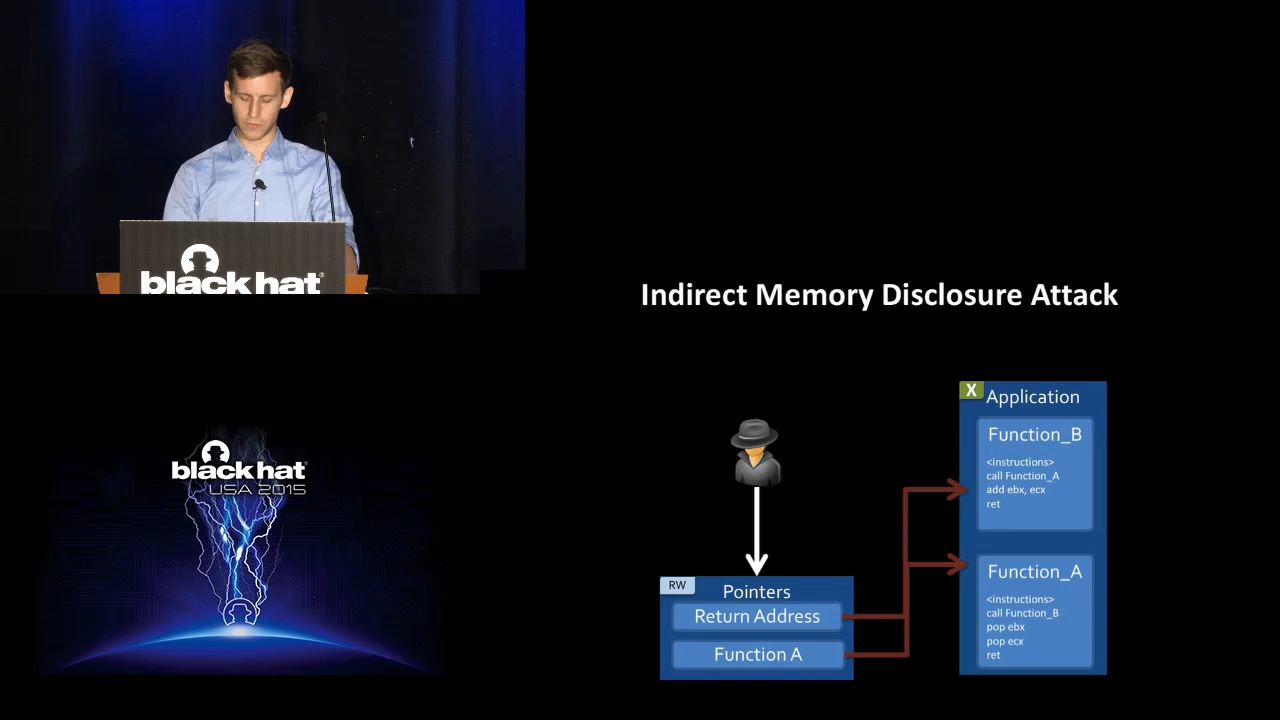 black hat
Indirect Memory Disclosure Attack
black hat
USA 2015
X
Application
Function_B
<instructions>
call Function_A
add ebx, ecx
ret
Function_A
<instructions>
call Function_B
pop ebx
pop ecx
ret
RW
Pointers
Return Address
Function A